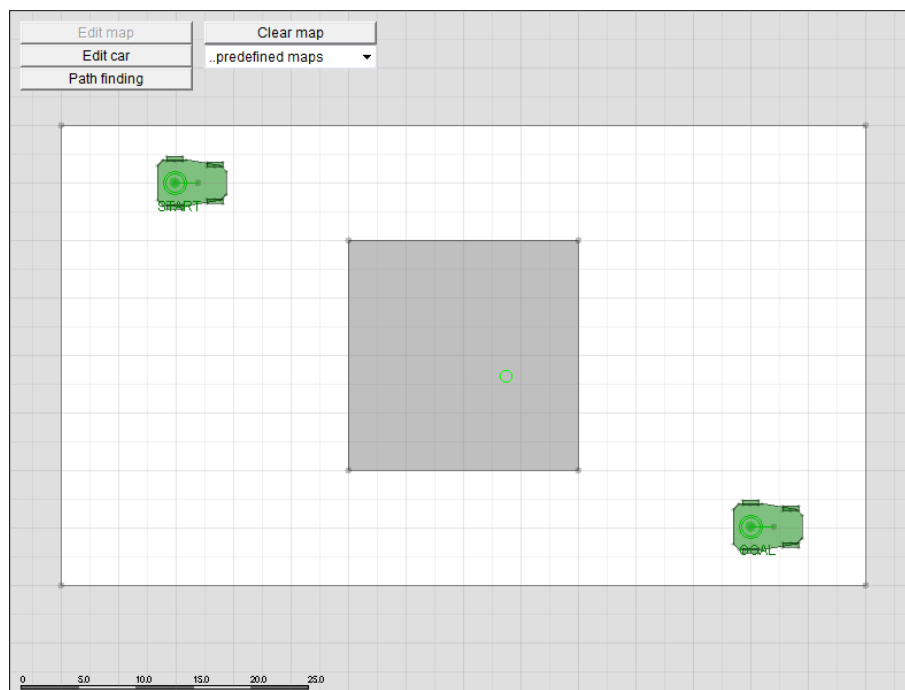 Edit map
Clear map
Edit car
..predefined maps
Path finding
START
GOAL
0 5.0 10.0 15.0 20.0 25.0